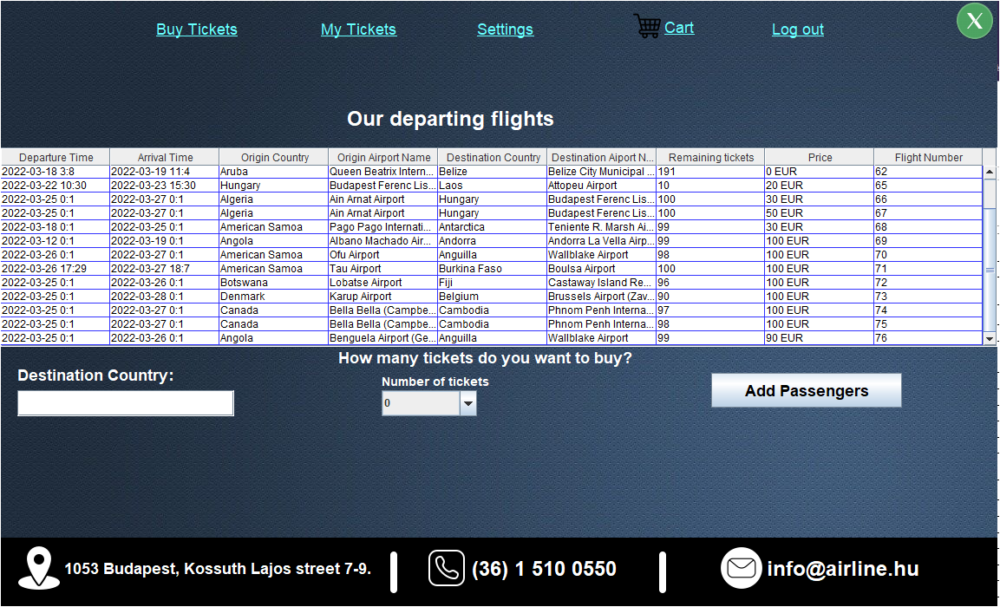 Buy Tickets My Tickets Settings Cart Log out X
Our departing flights
Departure Time Arrival Time Origin Country Origin Airport Name Destination Country Destination Aiport N... Remaining tickets Price Flight Number
2022-03-18 3:8 2022-03-19 11:4 Aruba Queen Beatrix Intern... Belize Belize City Municipal ... 191 0 EUR 62
2022-03-22 10:30 2022-03-23 15:30 Hungary Budapest Ferenc Lis... Laos Attopeu Airport 10 20 EUR 65
2022-03-25 0:1 2022-03-27 0:1 Algeria Ain Arnat Airport Hungary Budapest Ferenc Lis... 100 30 EUR 66
2022-03-25 0:1 2022-03-27 0:1 Algeria Ain Arnat Airport Hungary Budapest Ferenc Lis... 100 50 EUR 67
2022-03-18 0:1 2022-03-25 0:1 American Samoa Pago Pago Internati... Antarctica Teniente R. Marsh Ai... 99 30 EUR 68
2022-03-12 0:1 2022-03-19 0:1 Angola Albano Machado Air... Andorra Andorra La Vella Airp... 99 100 EUR 69
2022-03-26 0:1 2022-03-27 0:1 American Samoa Ofu Airport Anguilla Wallblake Airport 98 100 EUR 70
2022-03-26 17:29 2022-03-27 18:7 American Samoa Tau Airport Burkina Faso Boulsa Airport 100 100 EUR 71
2022-03-25 0:1 2022-03-26 0:1 Botswana Lobatse Airport Fiji Castaway Island Re... 96 100 EUR 72
2022-03-25 0:1 2022-03-28 0:1 Denmark Karup Airport Belgium Brussels Airport (Zav... 90 100 EUR 73
2022-03-25 0:1 2022-03-27 0:1 Canada Bella Bella (Campbe... Cambodia Phnom Penh Interna... 97 100 EUR 74
2022-03-25 0:1 2022-03-27 0:1 Canada Bella Bella (Campbe... Cambodia Phnom Penh Interna... 98 100 EUR 75
2022-03-25 0:1 2022-03-26 0:1 Angola Benguela Airport (Ge... Anguilla Wallblake Airport 99 90 EUR 76
How many tickets do you want to buy?
Destination Country:
Number of tickets
0
Add Passengers
1053 Budapest, Kossuth Lajos street 7-9.
(36) 1 510 0550
info@airline.hu